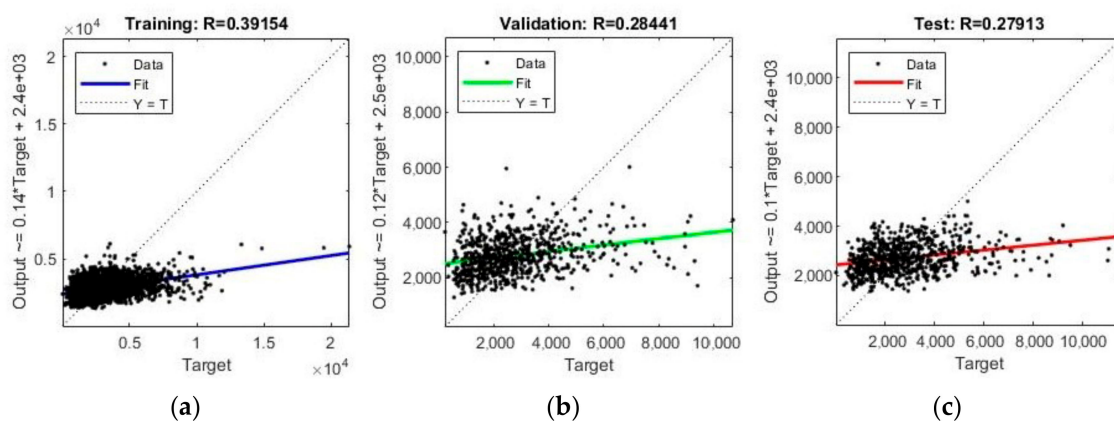 Training: R=0.39154
×10⁴
Output ~= 0.14*Target + 2.4e+03
2
1.5
1
0.5
Data
Fit
Y = T
0.5
1
1.5
2
Target
×10⁴
(a)
Validation: R=0.28441
Output ~= 0.12*Target + 2.5e+03
10,000
8,000
6,000
4,000
2,000
Data
Fit
Y = T
2,000
4,000
6,000
8,000
10,000
Target
(b)
Test: R=0.27913
Output ~= 0.1*Target + 2.4e+03
10,000
8,000
6,000
4,000
2,000
Data
Fit
Y = T
2,000
4,000
6,000
8,000
10,000
Target
(c)